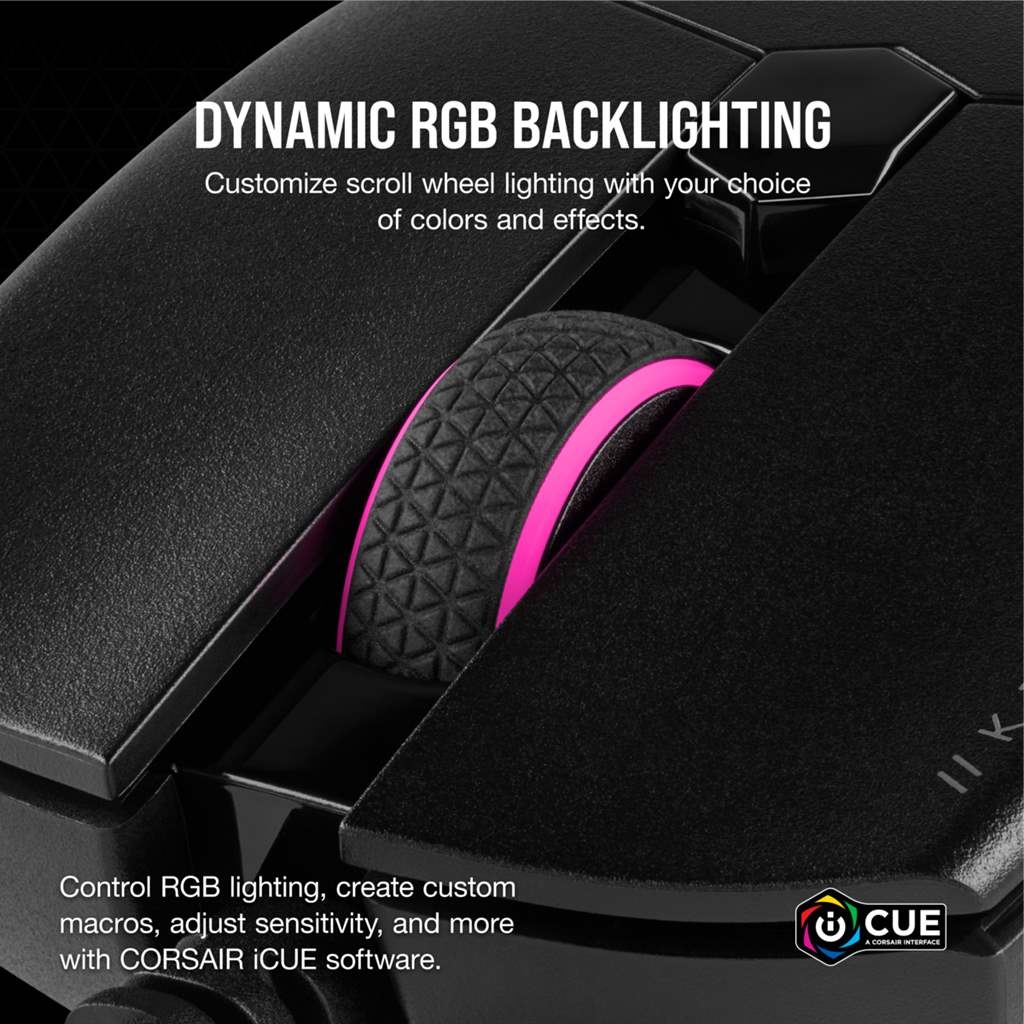 DYNAMIC RGB BACKLIGHTING
Customize scroll wheel lighting with your choice
of colors and effects.
Control RGB lighting, create custom
macros, adjust sensitivity, and more
with CORSAIR iCUE software.
iCUE
A CORSAIR INTERFACE